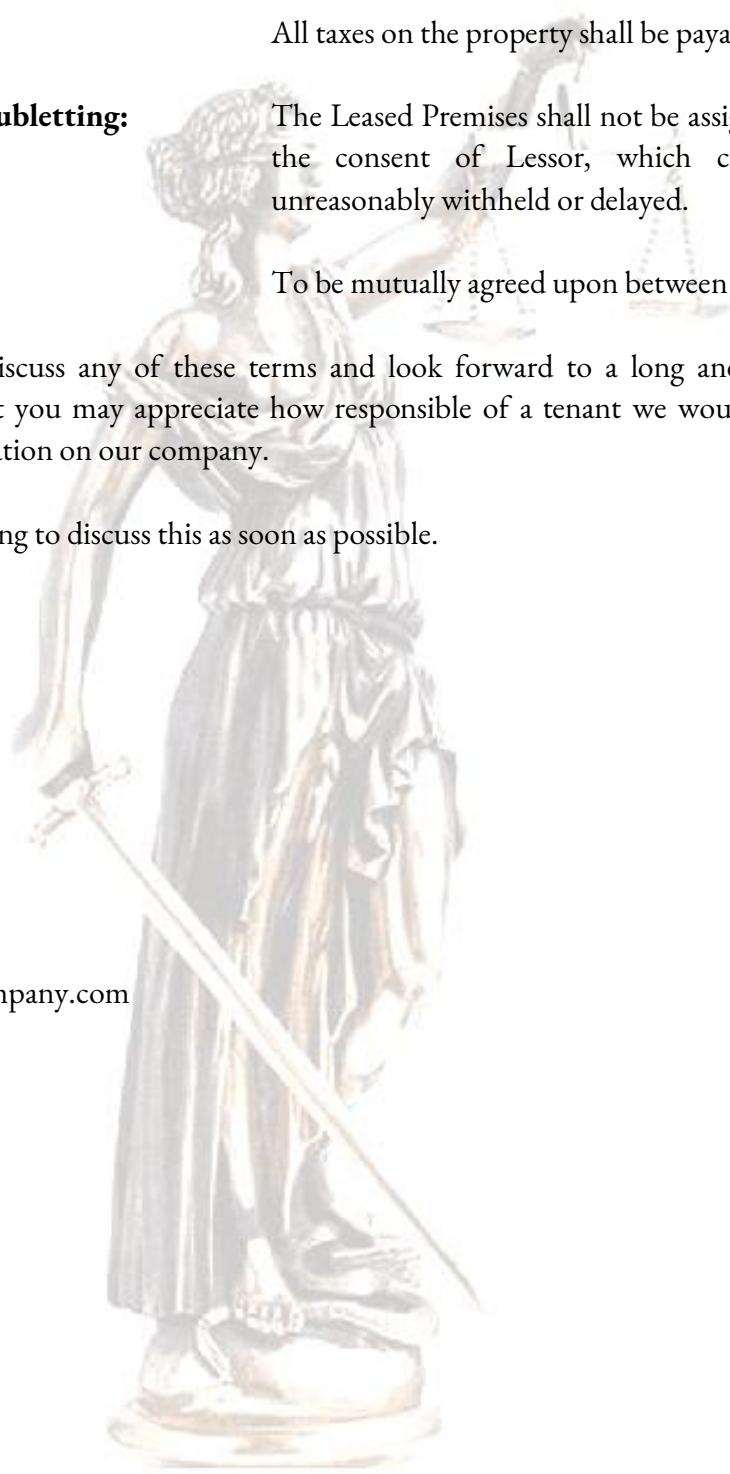 All taxes on the property shall be paya
ubletting: The Leased Premises shall not be assig
the consent of Lessor, which c
unreasonably withheld or delayed.
To be mutually agreed upon between
iscuss any of these terms and look forward to a long and
t you may appreciate how responsible of a tenant we wou
ation on our company.
ng to discuss this as soon as possible.
mpany.com